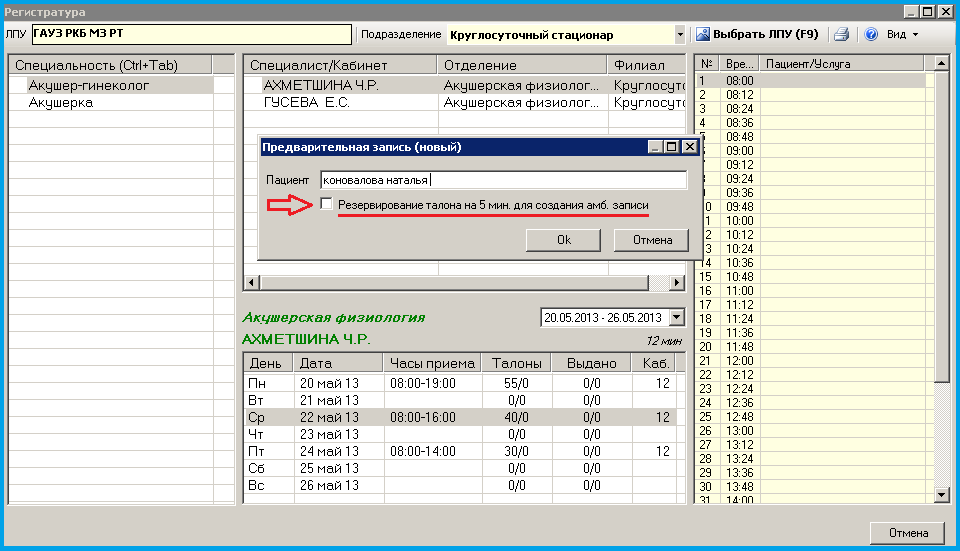 Регистратура
ЛПУ ГАУЗ РКБ МЗ РТ Подразделение Круглосуточный стационар Выбрать ЛПУ (F9) Вид
Специальность (Ctrl+Tab)
Акушер-гинеколог
Акушерка
Специалист/Кабинет Отделение Филиал
АХМЕТШИНА Ч.Р. Акушерская физиолог... Круглосуто
ГУСЕВА Е.С. Акушерская физиолог... Круглосуто
Предварительная запись (новый)
Пациент коновалова наталья
Резервирование талона на 5 мин. для создания амб. записи
Ok Отмена
Акушерская физиология 20.05.2013 - 26.05.2013
АХМЕТШИНА Ч.Р. 12 мин
День Дата Часы приема Талоны Выдано Каб.
Пн 20 май 13 08:00-19:00 55/0 0/0 12
Вт 21 май 13 0/0 0/0
Ср 22 май 13 08:00-16:00 40/0 0/0 12
Чт 23 май 13 0/0 0/0
Пт 24 май 13 08:00-14:00 30/0 0/0 12
Сб 25 май 13 0/0 0/0
Вс 26 май 13 0/0 0/0
№ Вре... Пациент/Услуга
1 08:00
2 08:12
3 08:24
4 08:36
5 08:48
09:00
09:12
09:24
09:36
0 09:48
11 10:00
12 10:12
13 10:24
14 10:36
15 10:48
16 11:00
17 11:12
18 11:24
19 11:36
20 11:48
21 12:00
22 12:12
23 12:24
24 12:36
25 12:48
26 13:00
27 13:12
28 13:24
29 13:36
30 13:48
31 14:00
Отмена